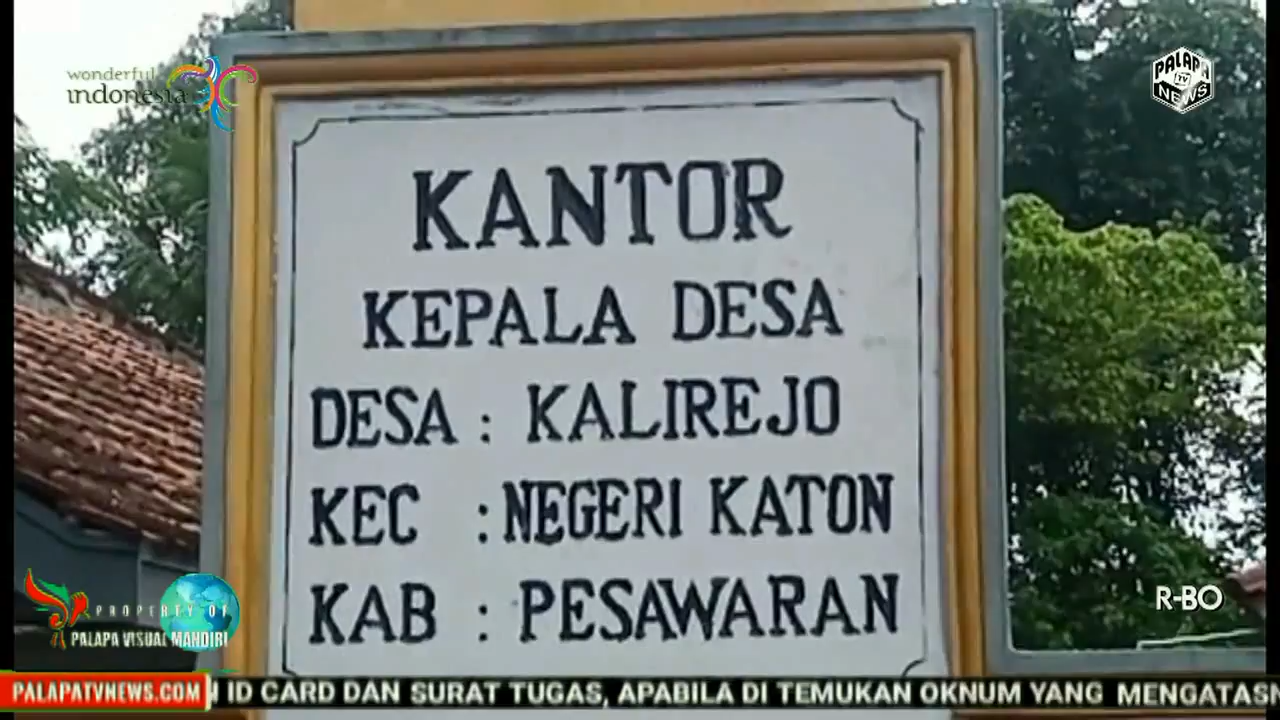 wonderful
indonesia
PALAPA
TV
NEWS
KANTOR
KEPALA DESA
DESA : KALIREJO
KEC : NEGERI KATON
KAB : PESAWARAN
R-BO
PROPERTY OF
PALAPA VISUAL MANDIRI
PALAPATVNEWS.COM
ID CARD DAN SURAT TUGAS, APABILA DI TEMUKAN OKNUM YANG